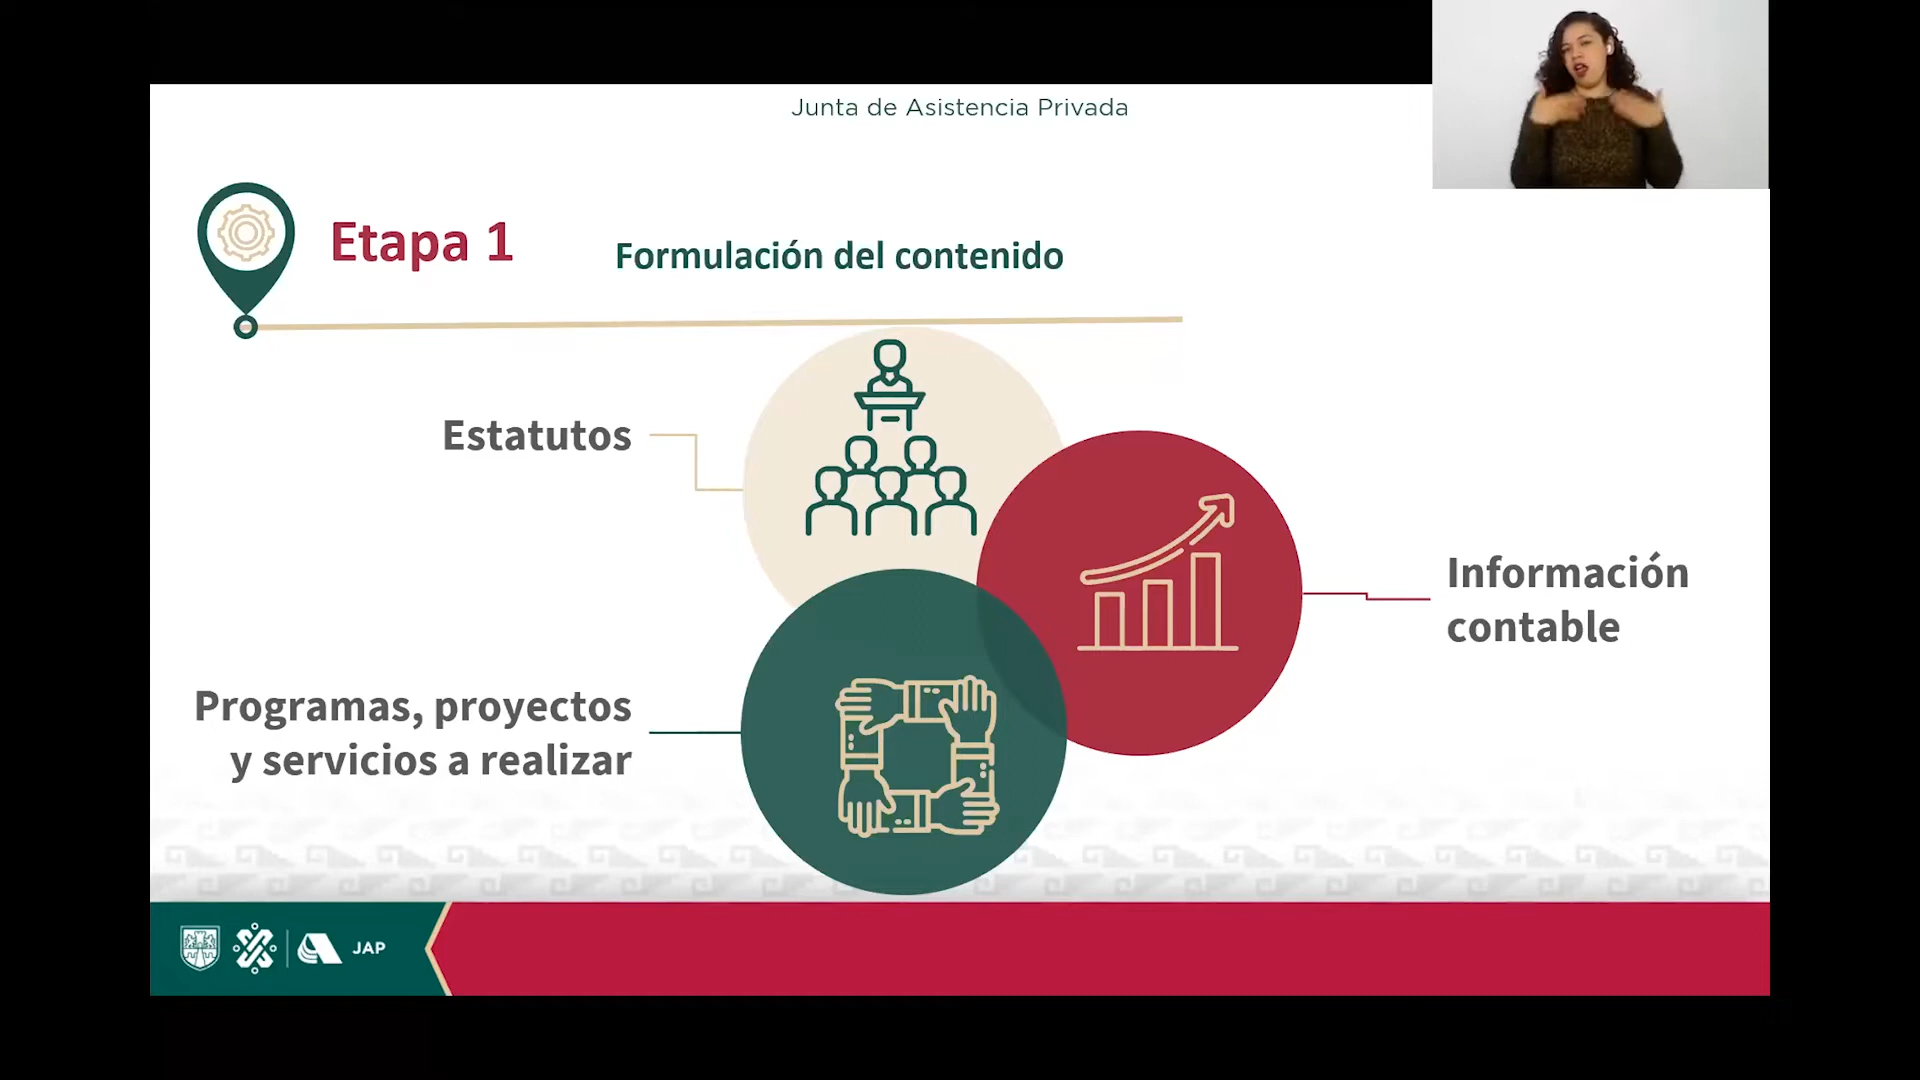 Junta de Asistencia Privada
Etapa 1
Formulación del contenido
Estatutos
Información
contable
Programas, proyectos
y servicios a realizar
JAP